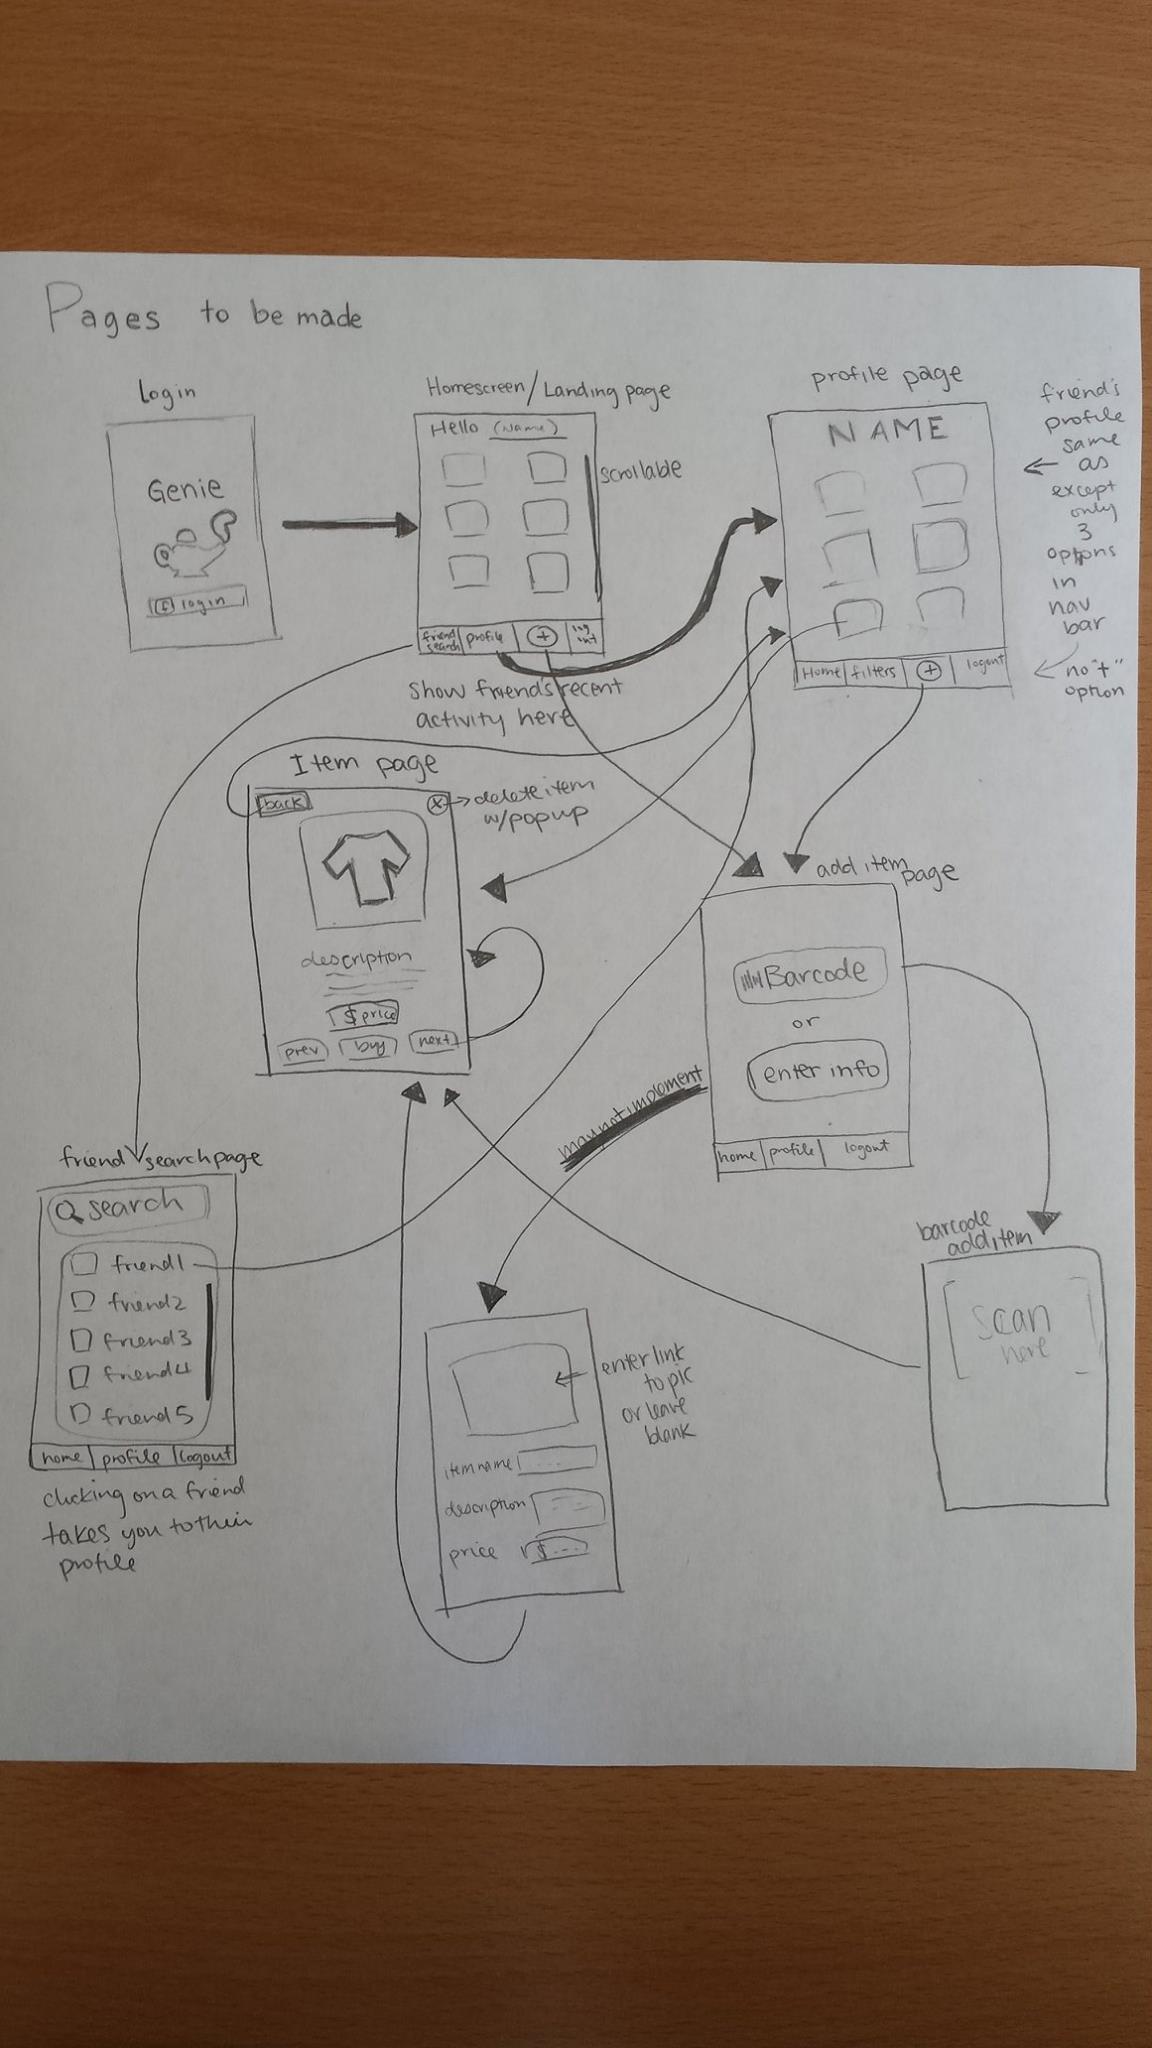 Pages to be made
login
Genie
f login
Homescreen/Landing page
Hello (Name)
scrollable
friend search
profile
+
log out
show friend's recent
activity here
profile page
NAME
Home
filters
+
logout
friend's
profile
same
as
except
only
3
options
in
nav
bar
no "+"
option
Item page
back
x
delete item
w/popup
description
$ price
prev
buy
next
add item
page
Barcode
or
enter info
home
profile
logout
may not implement
friend search page
search
friend1
friend2
friend3
friend4
friend5
home
profile
logout
clicking on a friend
takes you to their
profile
enter link
to pic
or leave
blank
item name ...
description
price $ ...
barcode
add item
scan
here